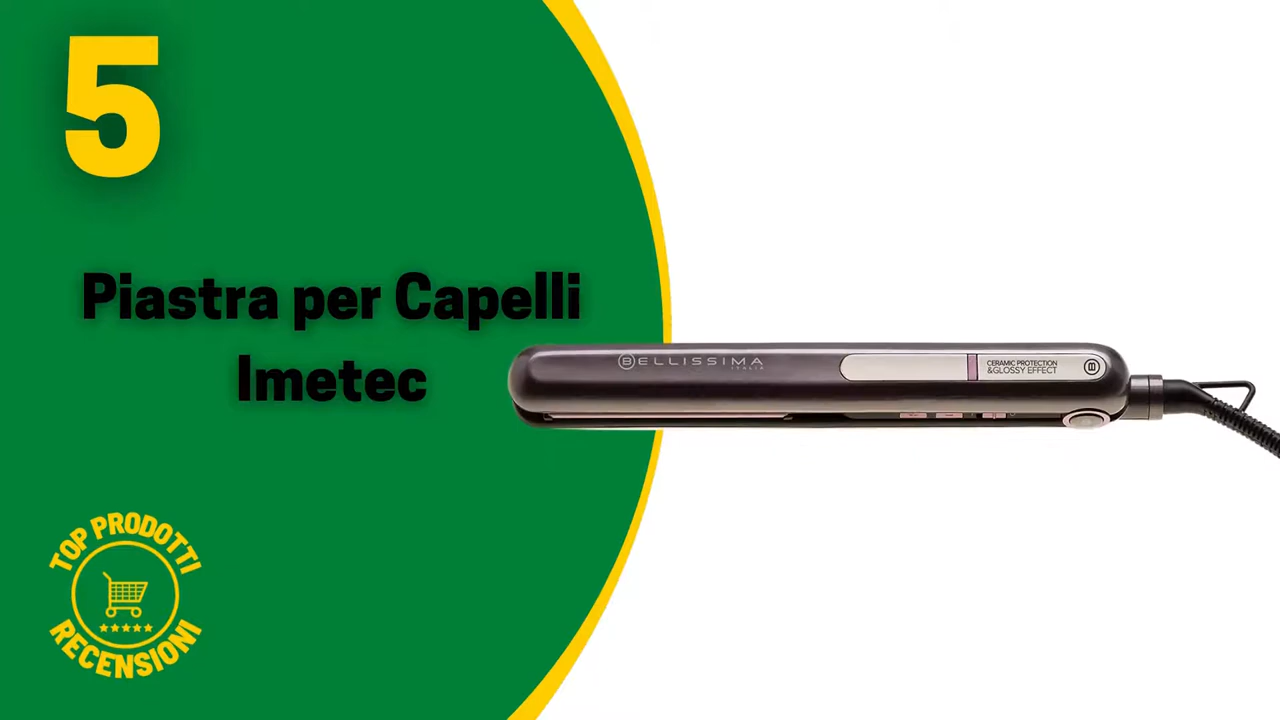 5
Piastra per Capelli
Imetec
BELLISSIMA
ITALIA
CERAMIC PROTECTION
&GLOSSY EFFECT
B
TOP PRODOTTI
RECENSIONI